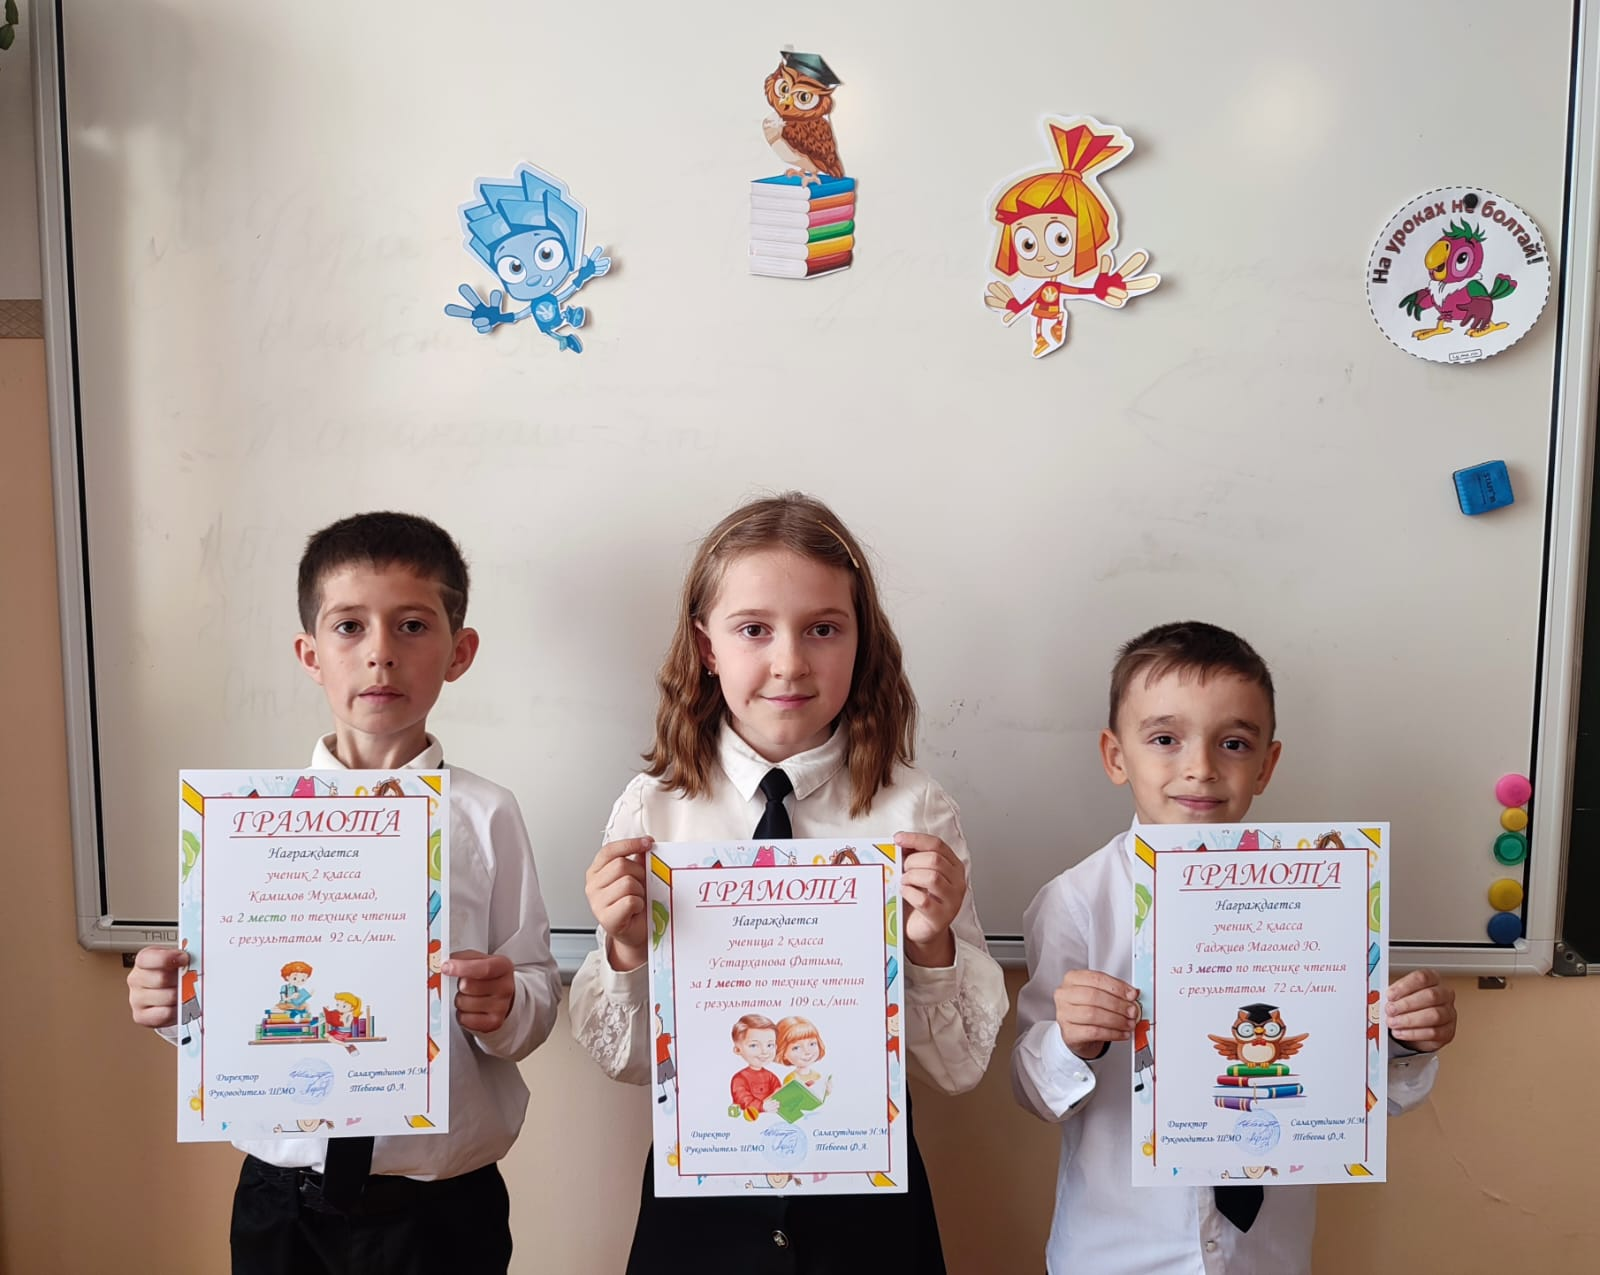 На уроках не болтай!
ГРАМОТА
Награждается
ученик 2 класса
Камилов Мухаммад,
за 2 место по технике чтения
с результатом 92 сл./мин.
Директор Салахутдинов Н.М.
Руководитель ШМО Тебеева Ф.А.
ГРАМОТА
Награждается
ученица 2 класса
Устарханова Фатима,
за 1 место по технике чтения
с результатом 109 сл./мин.
Директор Салахутдинов Н.М.
Руководитель ШМО Тебеева Ф.А.
ГРАМОТА
Награждается
ученик 2 класса
Гаджиев Магомед Ю.
за 3 место по технике чтения
с результатом 72 сл./мин.
Директор Салахутдинов Н.М.
Руководитель ШМО Тебеева Ф.А.